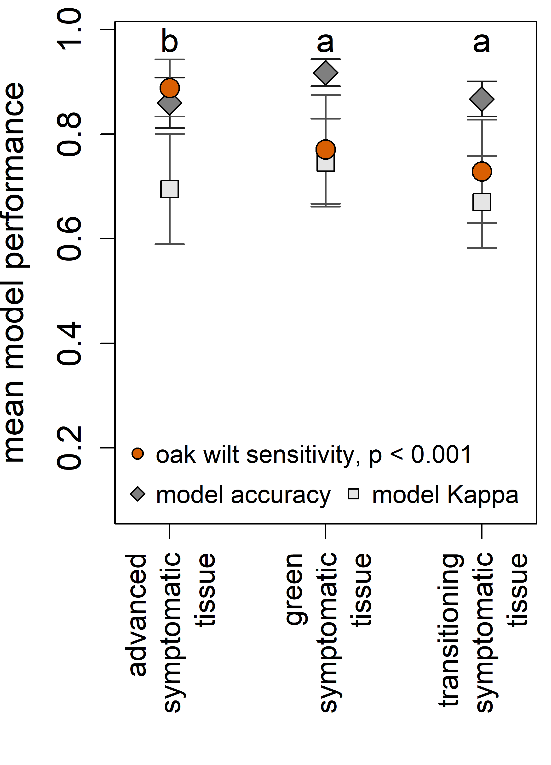 mean model performance
1.0
0.8
0.6
0.4
0.2
b a a
oak wilt sensitivity, p < 0.001
model accuracy model Kappa
advanced
symptomatic
tissue
green
symptomatic
tissue
transitioning
symptomatic
tissue